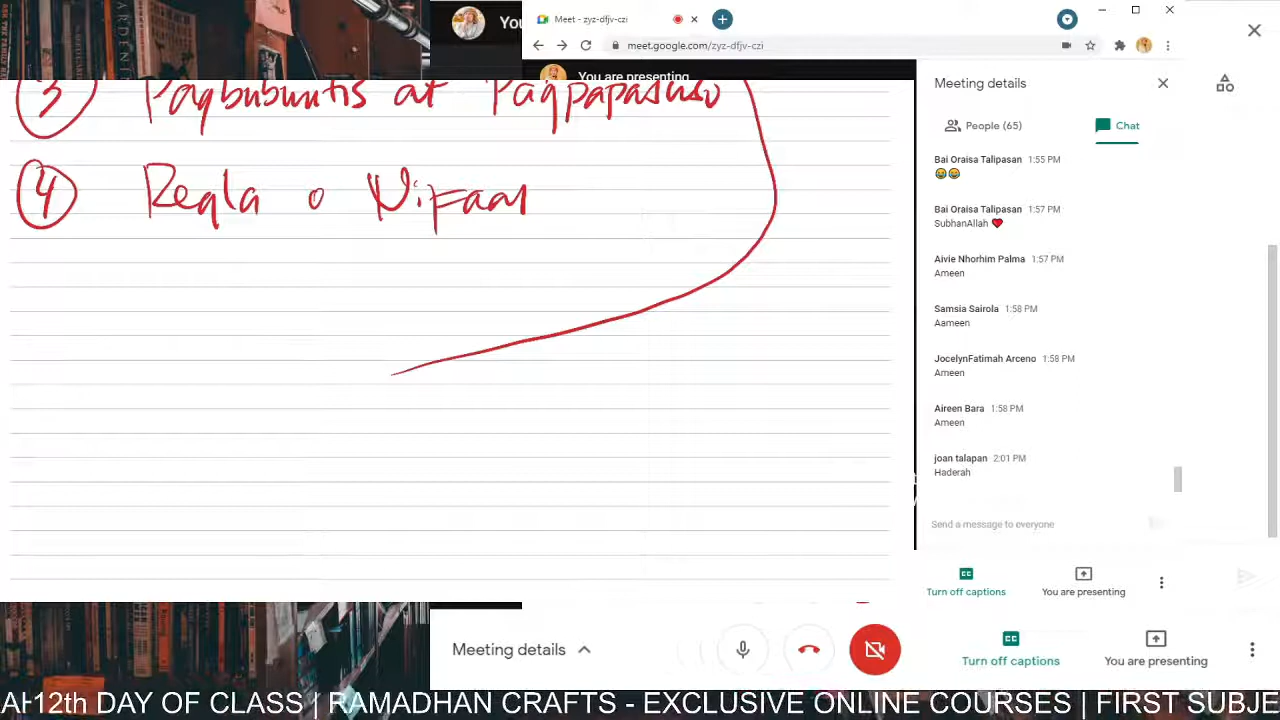 You
Meet - zyz-dfjv-czi
meet.google.com/zyz-dfjv-czi
You are presenting
3 Pagbubuntis at Pagpapasuso
4 Regla o Nifaas
Meeting details
People (65)
Chat
Bai Oraisa Talipasan 1:55 PM
😂😂
Bai Oraisa Talipasan 1:57 PM
SubhanAllah ❤️
Aivie Nhorhim Palma 1:57 PM
Ameen
Samsia Sairola 1:58 PM
Aameen
JocelynFatimah Arceno 1:58 PM
Ameen
Aireen Bara 1:58 PM
Ameen
joan talapan 2:01 PM
Haderah
Send a message to everyone
CC
Turn off captions
You are presenting
Meeting details
CC
Turn off captions
You are presenting
AH12th DAY OF CLASS | RAMADHAN CRAFTS - EXCLUSIVE ONLINE COURSES | FIRST SUBJE